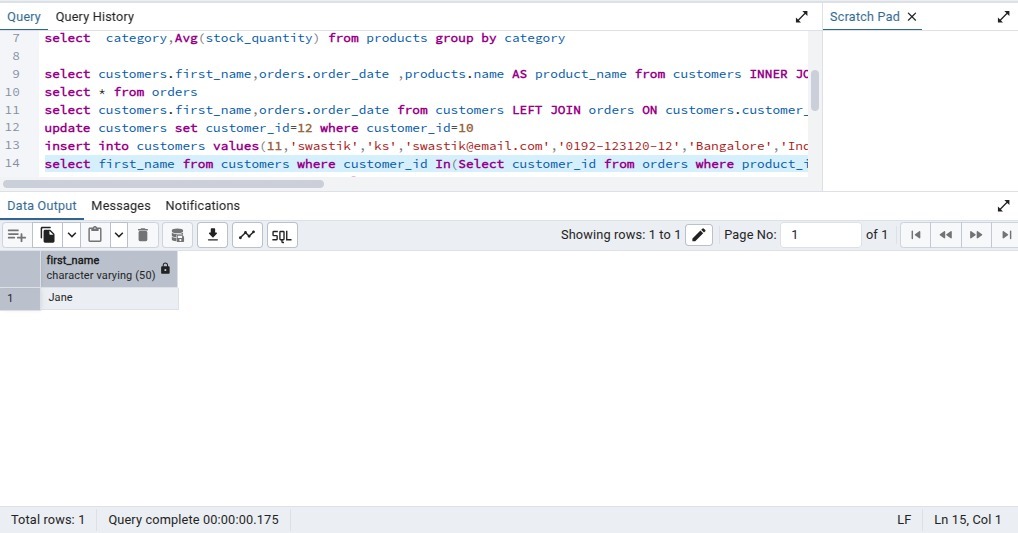 Query Query History Scratch Pad
7 select category,Avg(stock_quantity) from products group by category
8
9 select customers.first_name,orders.order_date ,products.name AS product_name from customers INNER JO
10 select * from orders
11 select customers.first_name,orders.order_date from customers LEFT JOIN orders ON customers.customer_
12 update customers set customer_id=12 where customer_id=10
13 insert into customers values(11,'swastik','ks','swastik@email.com','0192-123120-12','Bangalore','Ind
14 select first_name from customers where customer_id In(Select customer_id from orders where product_i
Data Output Messages Notifications
SQL Showing rows: 1 to 1 Page No: 1 of 1
first_name
character varying (50)
1 Jane
Total rows: 1 Query complete 00:00:00.175 LF Ln 15, Col 1